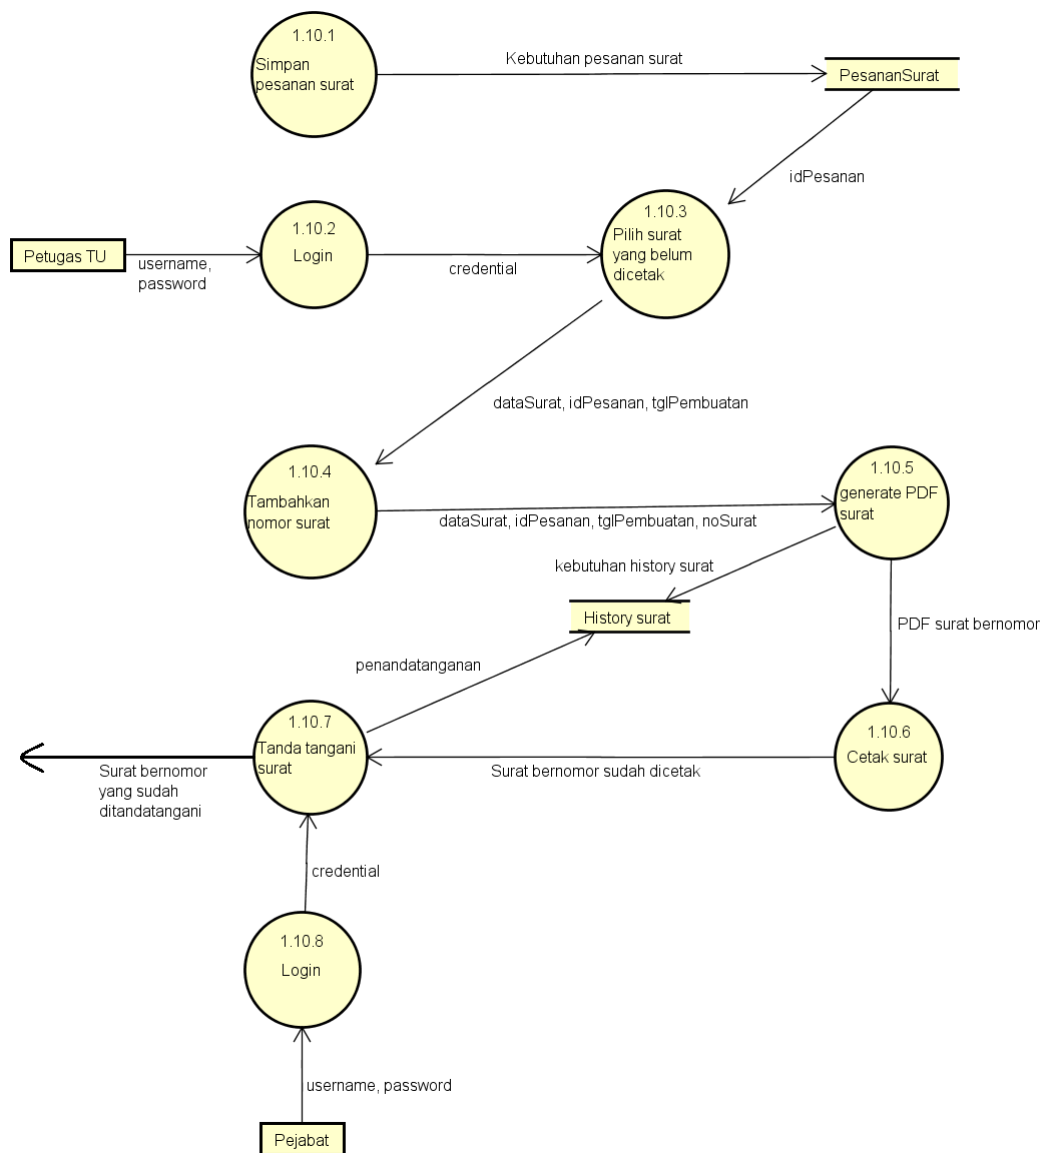 1.10.1
Simpan
pesanan surat
Kebutuhan pesanan surat
PesananSurat
idPesanan
1.10.2
Login
1.10.3
Pilih surat
yang belum
dicetak
Petugas TU
username,
password
credential
dataSurat, idPesanan, tglPembuatan
1.10.4
Tambahkan
nomor surat
dataSurat, idPesanan, tglPembuatan, noSurat
1.10.5
generate PDF
surat
kebutuhan history surat
History surat
PDF surat bernomor
penandatanganan
1.10.7
Tanda tangani
surat
1.10.6
Cetak surat
Surat bernomor sudah dicetak
Surat bernomor
yang sudah
ditandatangani
credential
1.10.8
Login
username, password
Pejabat